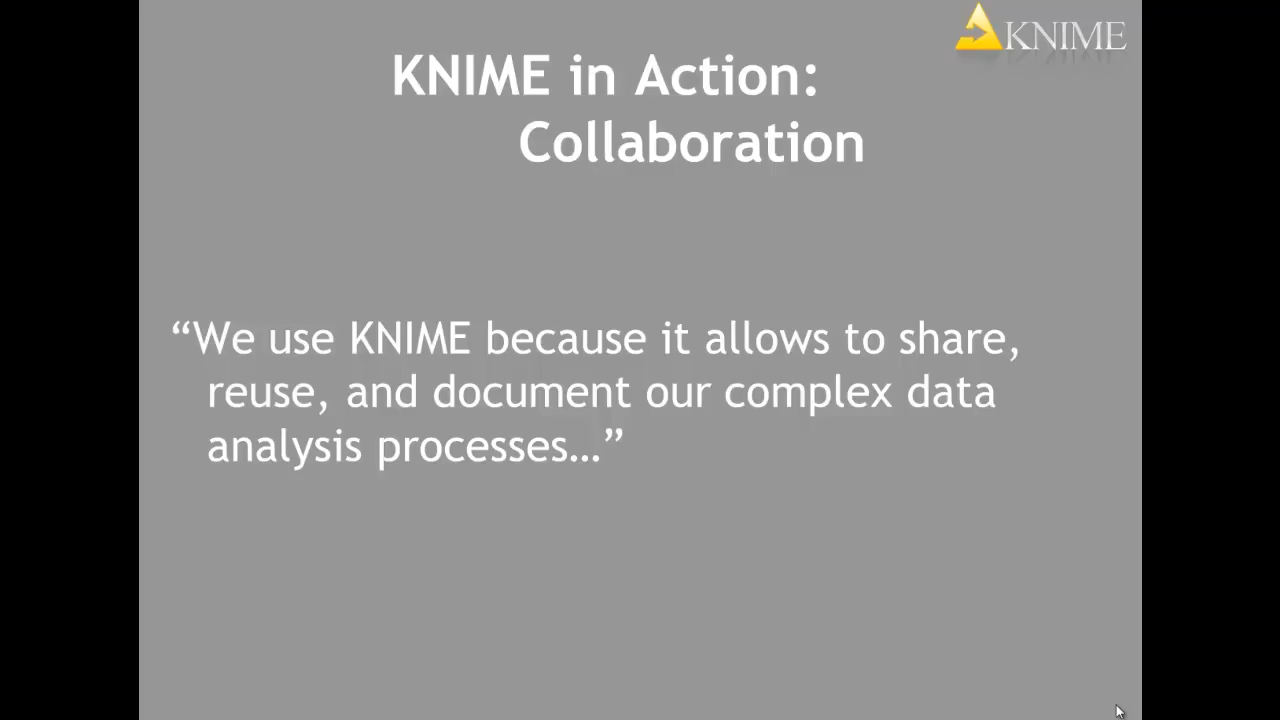 KNIME
KNIME in Action:
Collaboration
“We use KNIME because it allows to share,
reuse, and document our complex data
analysis processes…”